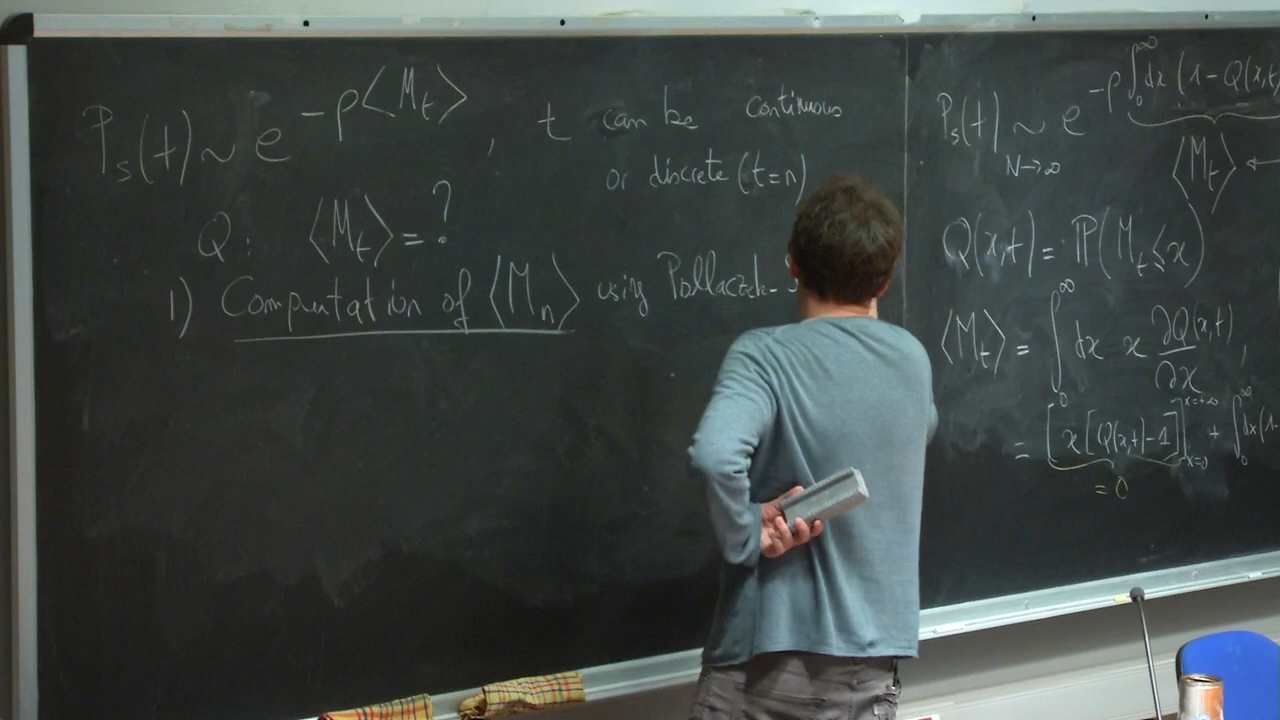 P_s(t) ~ e^{-ρ<M_t>}, t can be continuous
or discrete (t=n)
Q: <M_t> = ?
1) Computation of <M_n> using Pollaczek-
P_s(t) ~ e^{-ρ∫_0^∞ dx (1-Q(x,t)
N→∞
<M_t> ←
Q(x,t) = ℙ(M_t ≤ x)
<M_t> = ∫_0^∞ dx x ∂Q(x,t)/∂x,
= [x[Q(x,t)-1]]_{x=0}^{x=+∞} + ∫_0^∞ dx(1-
= 0